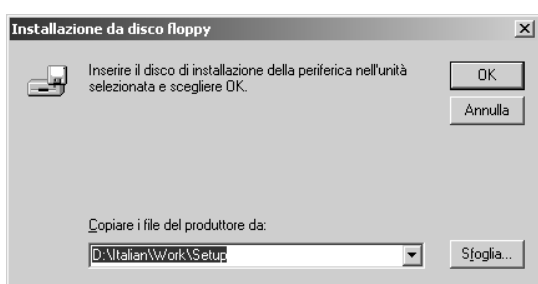 Installazione da disco floppy
Inserire il disco di installazione della periferica nell'unità
selezionata e scegliere OK.
OK
Annulla
Copiare i file del produttore da:
D:\Italian\Work\Setup
Sfoglia...